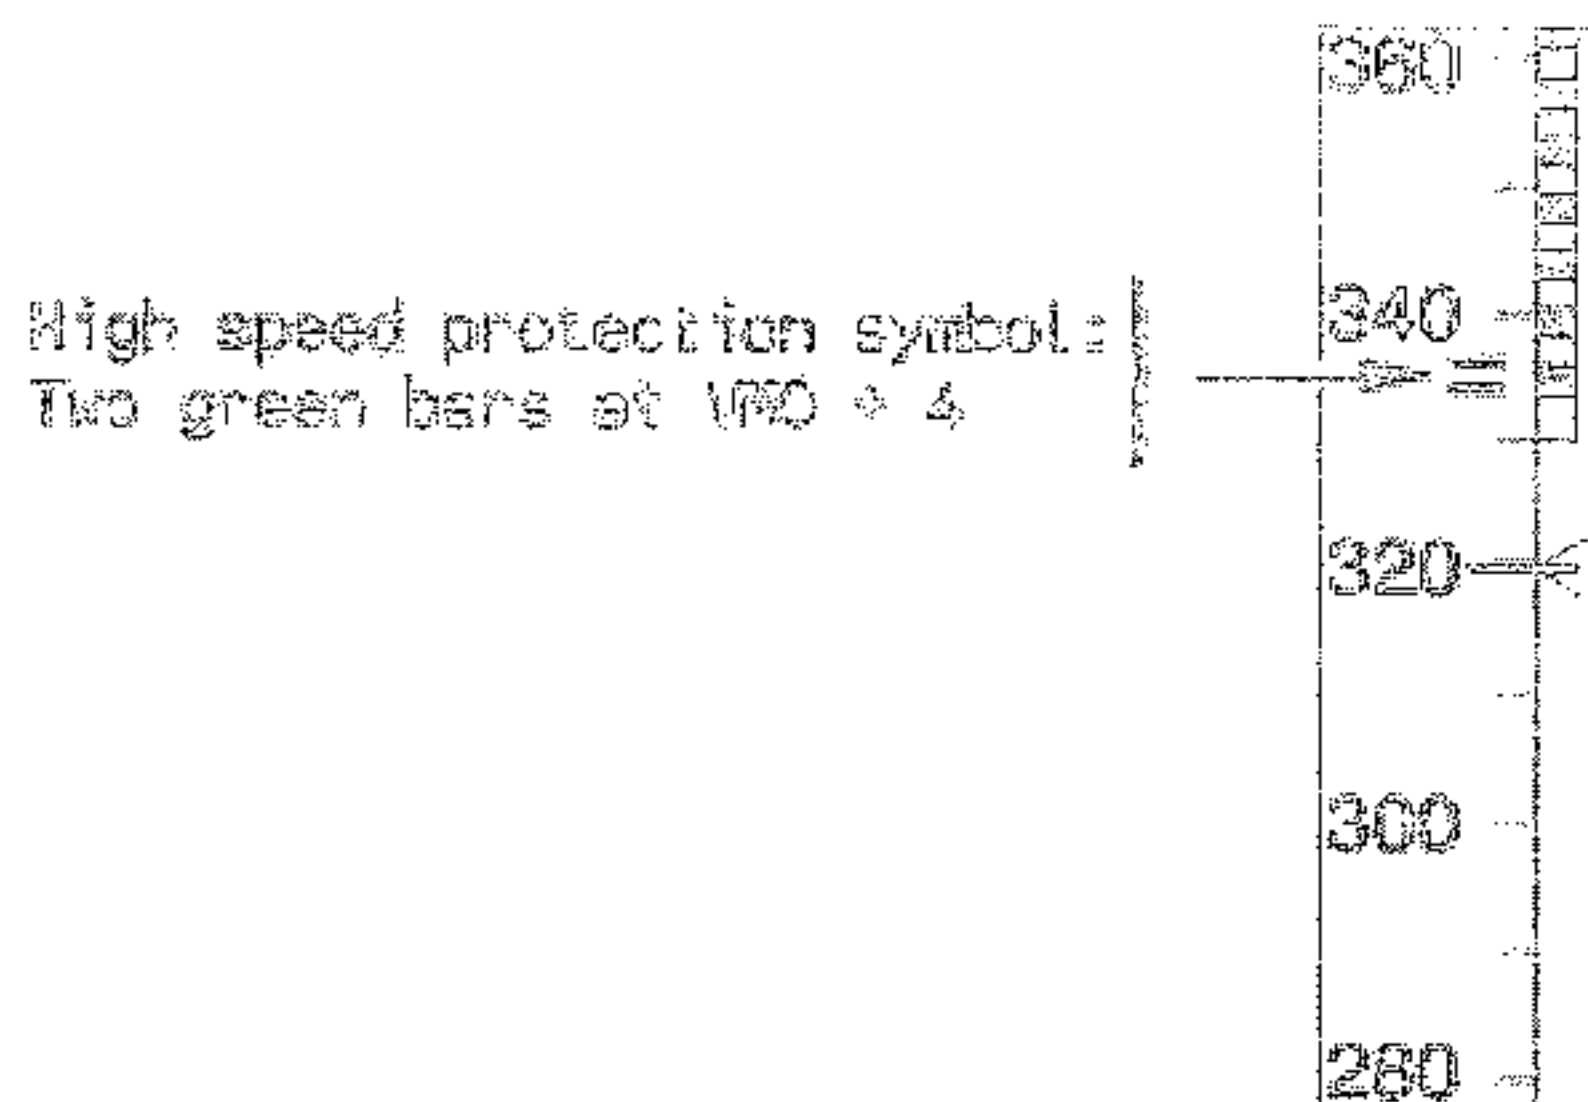 360
340
High speed protection symbol:
Two green bars at VMO + 4
320
300
280